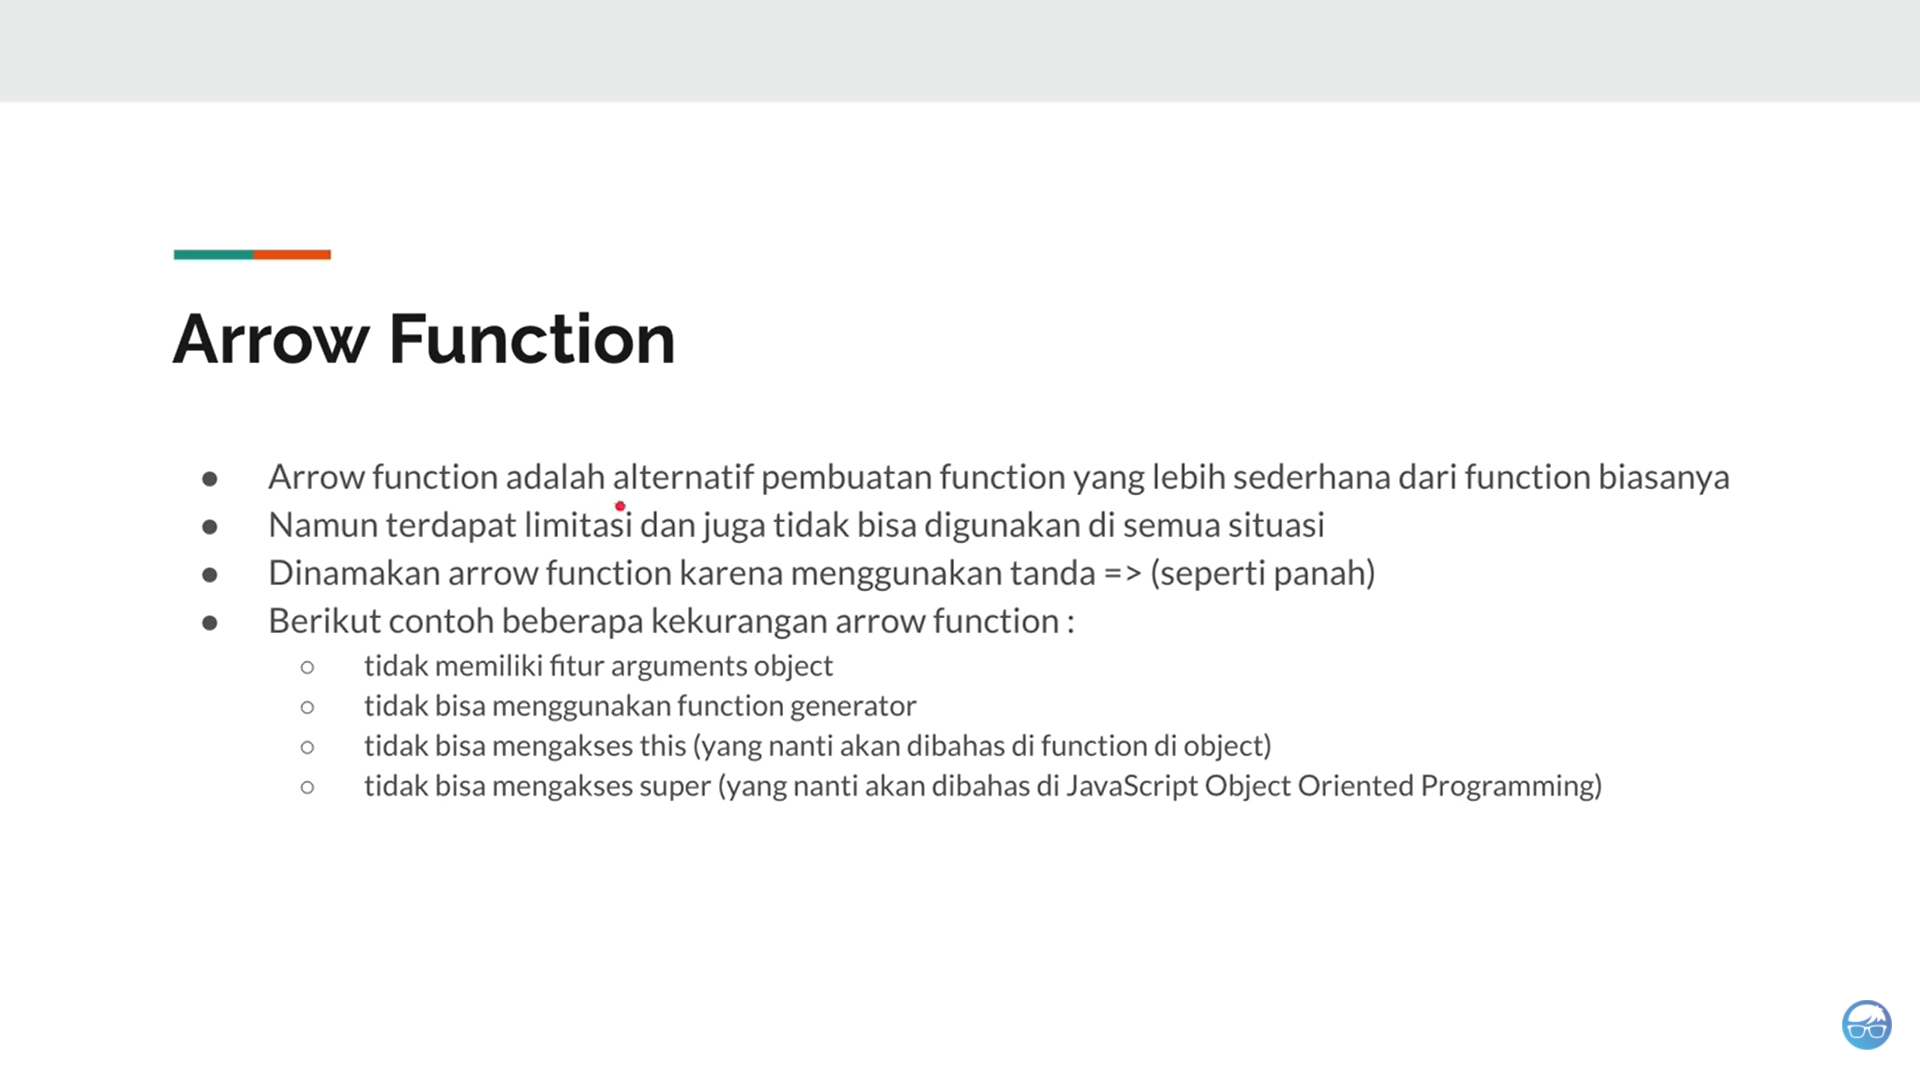 Arrow Function
● Arrow function adalah alternatif pembuatan function yang lebih sederhana dari function biasanya
● Namun terdapat limitasi dan juga tidak bisa digunakan di semua situasi
● Dinamakan arrow function karena menggunakan tanda => (seperti panah)
● Berikut contoh beberapa kekurangan arrow function :
○ tidak memiliki fitur arguments object
○ tidak bisa menggunakan function generator
○ tidak bisa mengakses this (yang nanti akan dibahas di function di object)
○ tidak bisa mengakses super (yang nanti akan dibahas di JavaScript Object Oriented Programming)